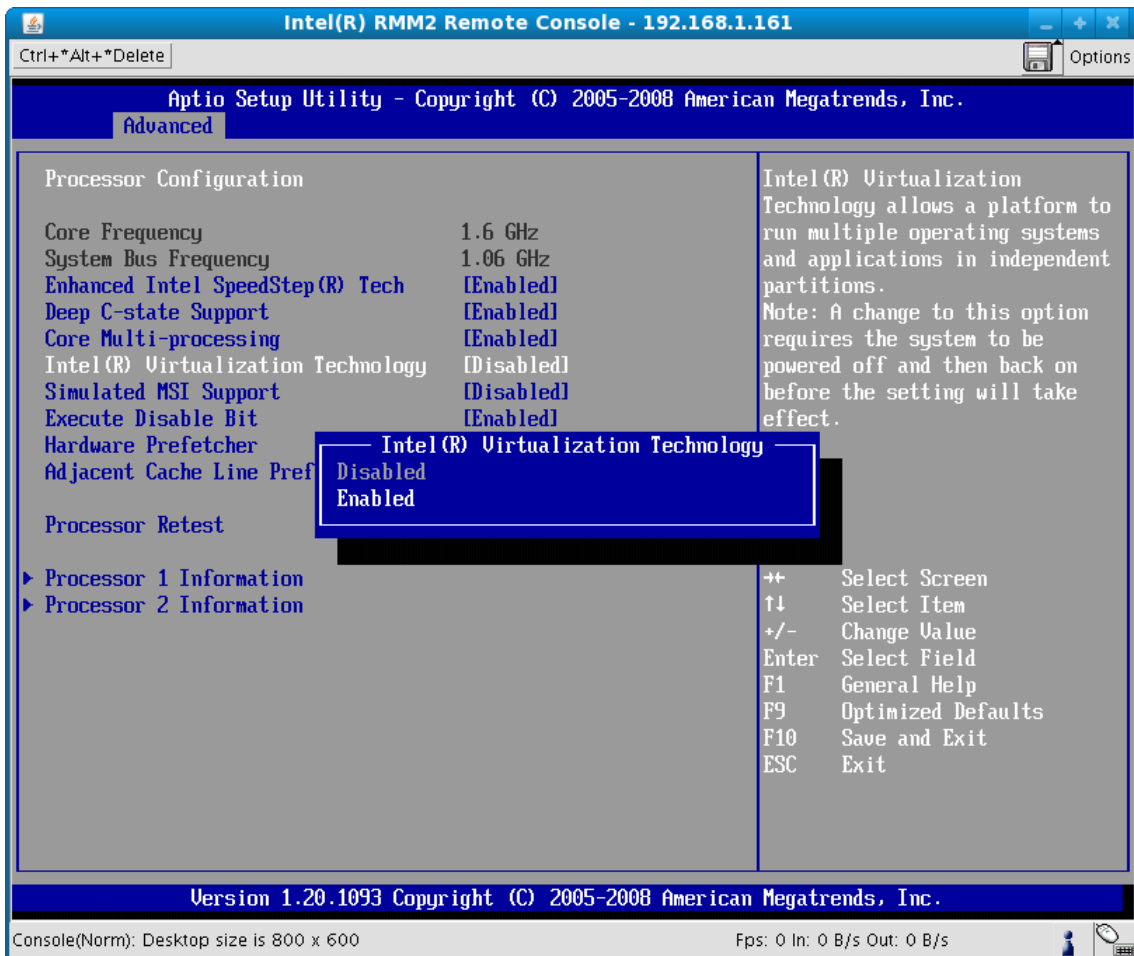 Intel(R) RMM2 Remote Console - 192.168.1.161
Ctrl+*Alt+*Delete
Options
Aptio Setup Utility - Copyright (C) 2005-2008 American Megatrends, Inc.
Advanced
Processor Configuration
Core Frequency 1.6 GHz
System Bus Frequency 1.06 GHz
Enhanced Intel SpeedStep(R) Tech [Enabled]
Deep C-state Support [Enabled]
Core Multi-processing [Enabled]
Intel(R) Virtualization Technology [Disabled]
Simulated MSI Support [Disabled]
Execute Disable Bit [Enabled]
Hardware Prefetcher
Adjacent Cache Line Pref
Processor Retest
Processor 1 Information
Processor 2 Information
Intel(R) Virtualization Technology
Disabled
Enabled
Intel(R) Virtualization
Technology allows a platform to
run multiple operating systems
and applications in independent
partitions.
Note: A change to this option
requires the system to be
powered off and then back on
before the setting will take
effect.
→← Select Screen
↑↓ Select Item
+/- Change Value
Enter Select Field
F1 General Help
F9 Optimized Defaults
F10 Save and Exit
ESC Exit
Version 1.20.1093 Copyright (C) 2005-2008 American Megatrends, Inc.
Console(Norm): Desktop size is 800 x 600
Fps: 0 In: 0 B/s Out: 0 B/s